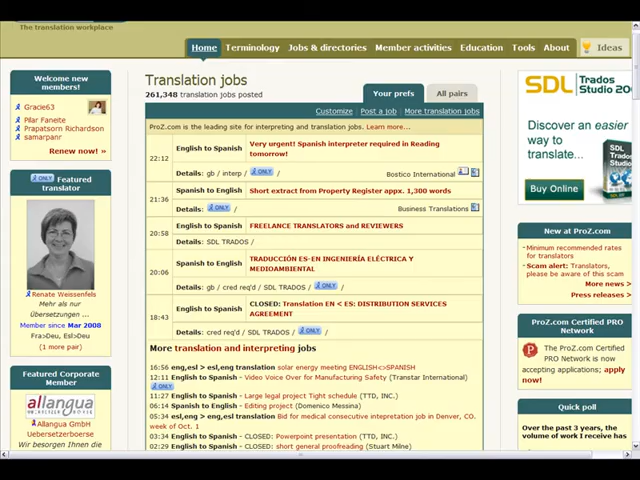 The translation workplace
Home Terminology Jobs & directories Member activities Education Tools About Ideas
Welcome new
members!
Gracie63
Pilar Faneite
Prapatsorn Richardson
samarpanr
Renew now! »
ONLY Featured
translator
Renate Weissenfels
Mehr als nur
Übersetzungen ...
Member since Mar 2008
Fra>Deu, Esl>Deu
(1 more pair)
Featured Corporate
Member
allangua
Allangua GmbH
Uebersetzerboerse
Wir besorgen Ihnen die
Translation jobs
261,348 translation jobs posted
Your prefs All pairs
Customize Post a job More translation jobs
ProZ.com is the leading site for interpreting and translation jobs. Learn more...
22:12 English to Spanish Very urgent! Spanish interpreter required in Reading
tomorrow!
Details: gb / interp / ONLY / Bostico International
21:36 Spanish to English Short extract from Property Register appx. 1,300 words
Details: ONLY / Business Translations
20:58 English to Spanish FREELANCE TRANSLATORS and REVIEWERS
Details: SDL TRADOS /
20:06 Spanish to English TRADUCCIÓN ES-EN INGENIERÍA ELÉCTRICA Y
MEDIOAMBIENTAL
Details: gb / cred req'd / SDL TRADOS / ONLY /
18:43 English to Spanish CLOSED: Translation EN < ES: DISTRIBUTION SERVICES
AGREEMENT
Details: cred req'd / SDL TRADOS / ONLY /
More translation and interpreting jobs
16:56 eng,esl > esl,eng translation solar energy meeting ENGLISH<>SPANISH
12:11 English to Spanish - Video Voice Over for Manufacturing Safety (Transtar International)
ONLY
11:27 English to Spanish - Large legal project Tight schedule (TTD, INC.)
06:14 English to Spanish - Editing project (Domenico Messina)
05:34 esl,eng > eng,esl translation Bid for medical consecutive intepretation job in Denver, CO.
week of Oct. 1
03:34 English to Spanish - CLOSED: Powerpoint presentation (TTD, INC.)
02:29 English to Spanish - CLOSED: short general proofreading (Stuart Milne)
SDL Trados
Studio 20
Discover an easier
way to
translate...
Buy Online
New at ProZ.com
Minimum recommended rates
for translators
Scam alert: Translators,
please be aware of this scam
More news >
Press releases >
ProZ.com Certified PRO
Network
The ProZ.com Certified
PRO Network is now
accepting applications; apply
now!
Quick poll
Over the past 3 years, the
volume of work I receive has